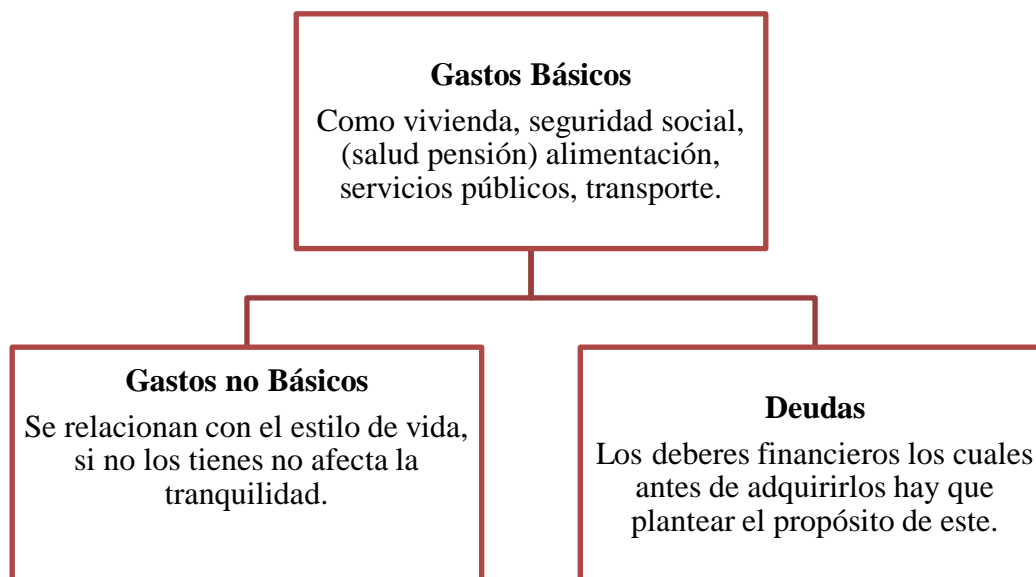 Gastos Básicos
Como vivienda, seguridad social,
(salud pensión) alimentación,
servicios públicos, transporte.
Gastos no Básicos
Se relacionan con el estilo de vida,
si no los tienes no afecta la
tranquilidad.
Deudas
Los deberes financieros los cuales
antes de adquirirlos hay que
plantear el propósito de este.